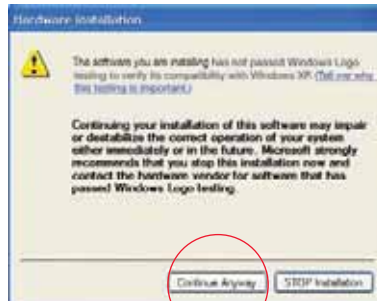 Hardware Installation
The software you are installing has not passed Windows Logo
testing to verify its compatibility with Windows XP. (Tell me why
this testing is important.)
Continuing your installation of this software may impair
or destabilize the correct operation of your system
either immediately or in the future. Microsoft strongly
recommends that you stop this installation now and
contact the hardware vendor for software that has
passed Windows Logo testing.
Continue Anyway
STOP Installation